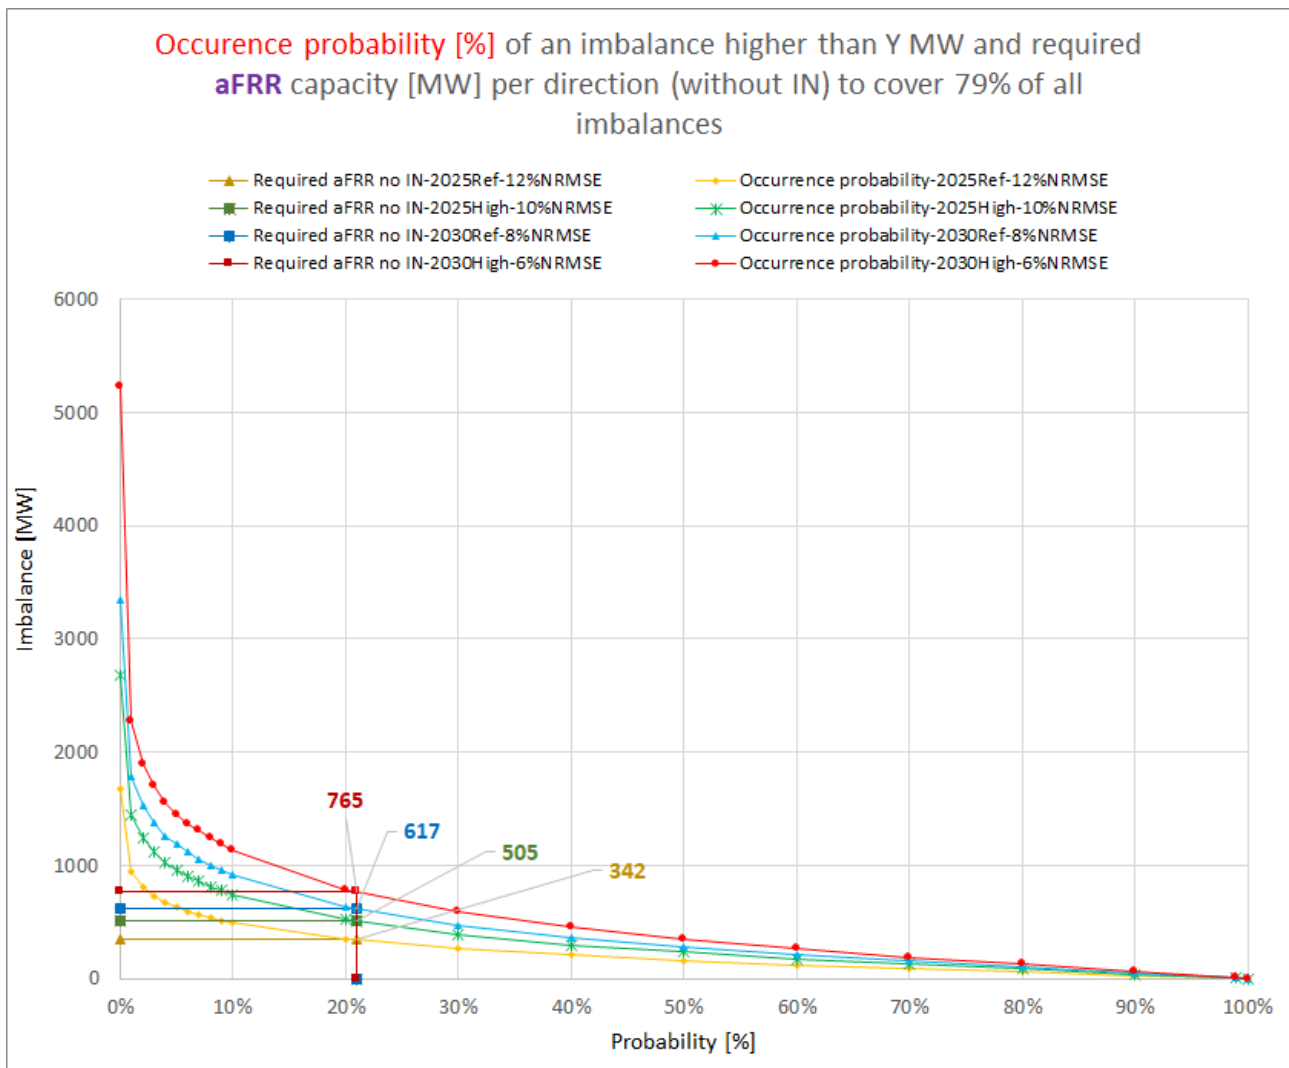 Occurence probability [%] of an imbalance higher than Y MW and required
aFRR capacity [MW] per direction (without IN) to cover 79% of all
imbalances
Required aFRR no IN-2025Ref-12%NRMSE
Occurrence probability-2025Ref-12%NRMSE
Required aFRR no IN-2025High-10%NRMSE
Occurrence probability-2025High-10%NRMSE
Required aFRR no IN-2030Ref-8%NRMSE
Occurrence probability-2030Ref-8%NRMSE
Required aFRR no IN-2030High-6%NRMSE
Occurrence probability-2030High-6%NRMSE
6000
5000
4000
3000
2000
1000
0
Imbalance [MW]
765
617
505
342
0%
10%
20%
30%
40%
50%
60%
70%
80%
90%
100%
Probability [%]